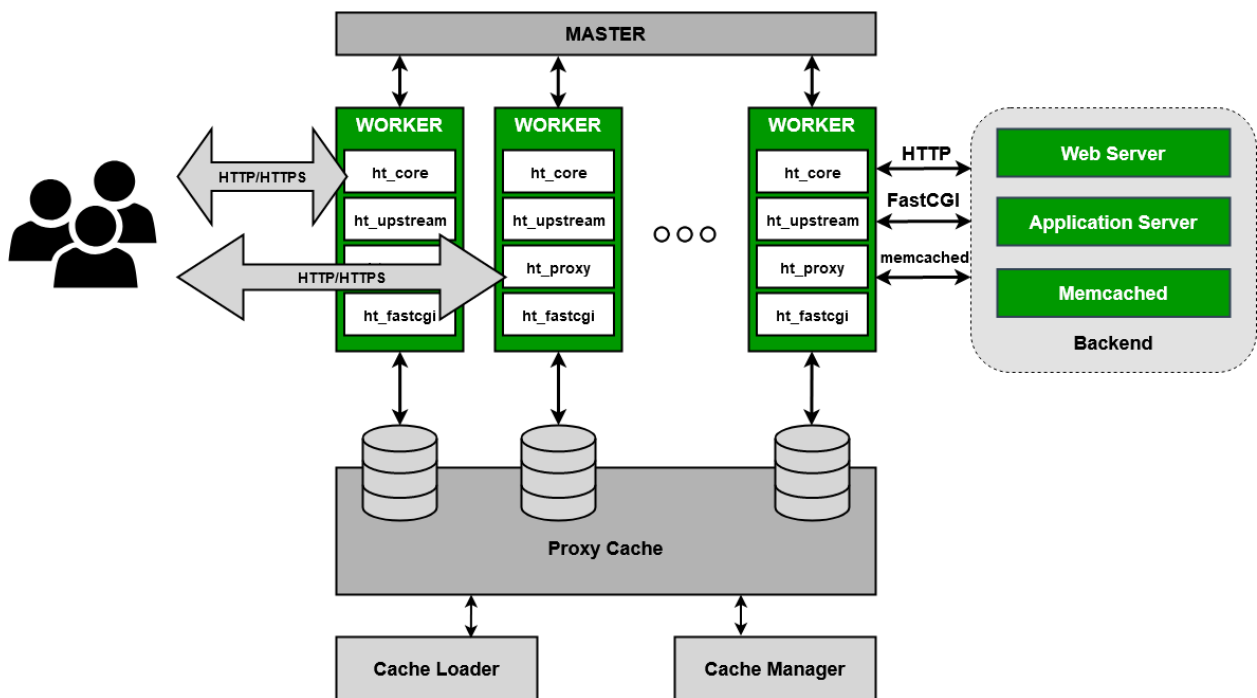 MASTER
WORKER
WORKER
WORKER
ht_core
ht_core
ht_core
ht_upstream
ht_upstream
ht_upstream
ht_proxy
ht_proxy
ht_fastcgi
ht_fastcgi
ht_fastcgi
HTTP/HTTPS
HTTP/HTTPS
HTTP
FastCGI
memcached
Web Server
Application Server
Memcached
Backend
Proxy Cache
Cache Loader
Cache Manager